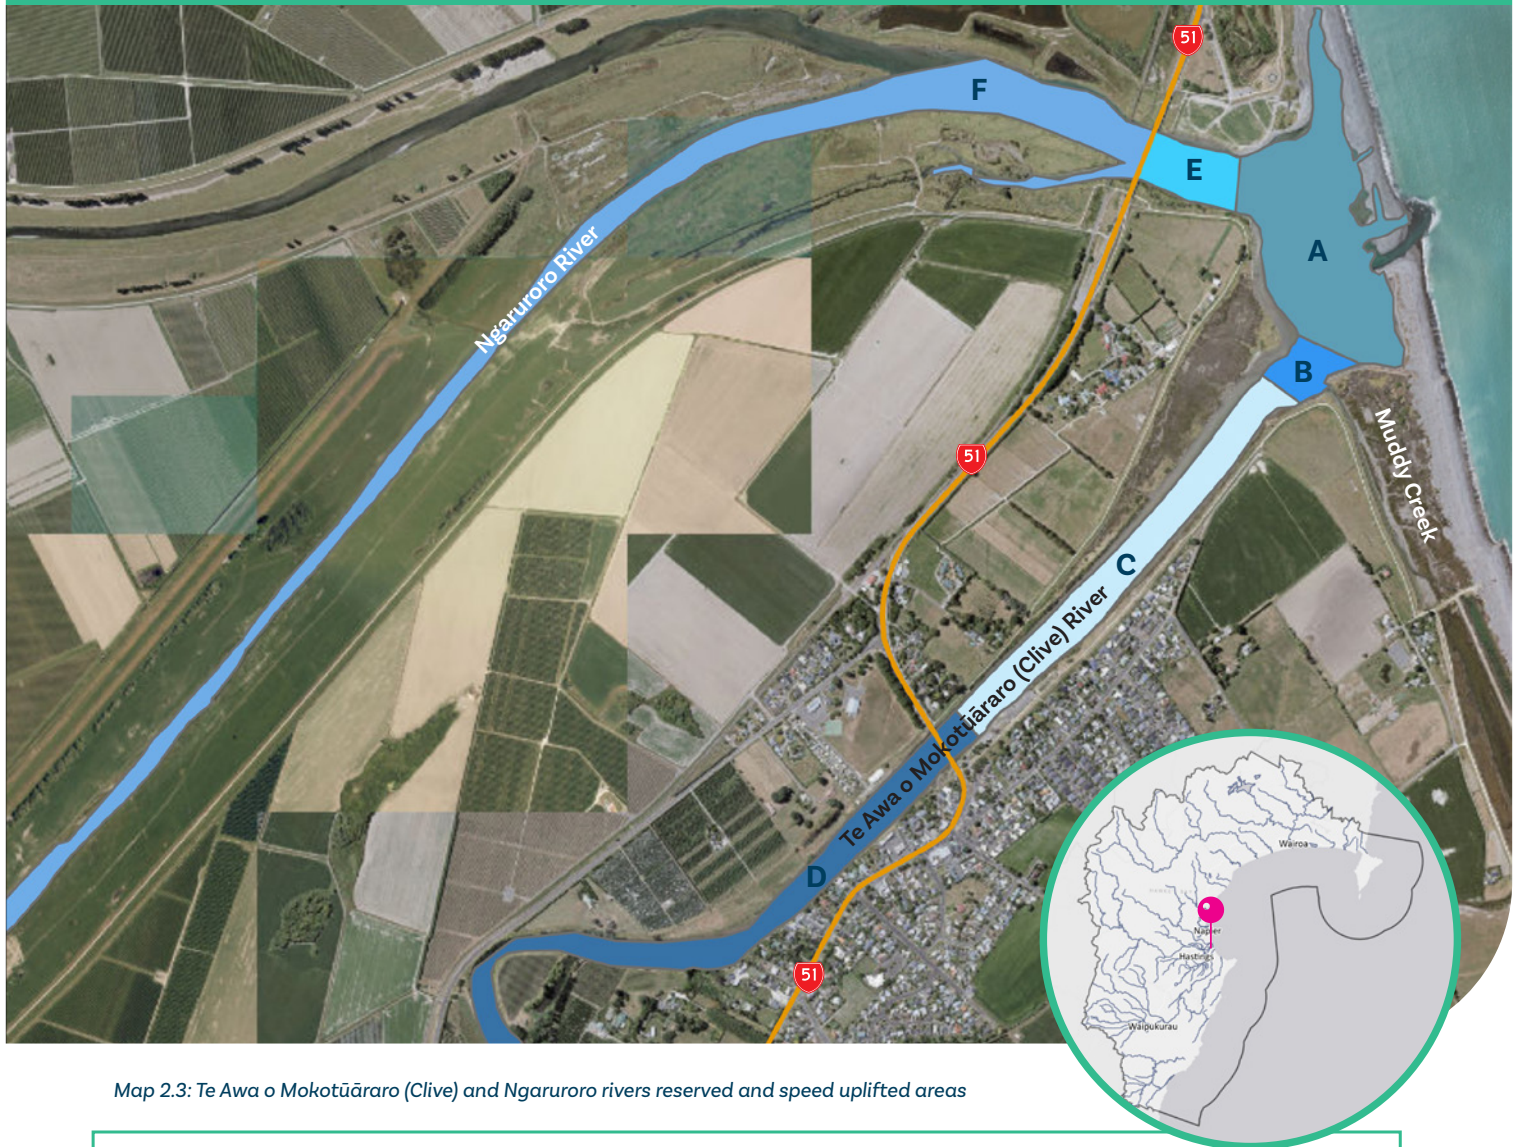 51
F
E
A
Ngaruroro River
B
Muddy Creek
51
C
Te Awa o Mokotūāraro (Clive) River
D
51
Wairoa
Napier
Hastings
Waipukurau
Map 2.3: Te Awa o Mokotūāraro (Clive) and Ngaruroro rivers reserved and speed uplifted areas